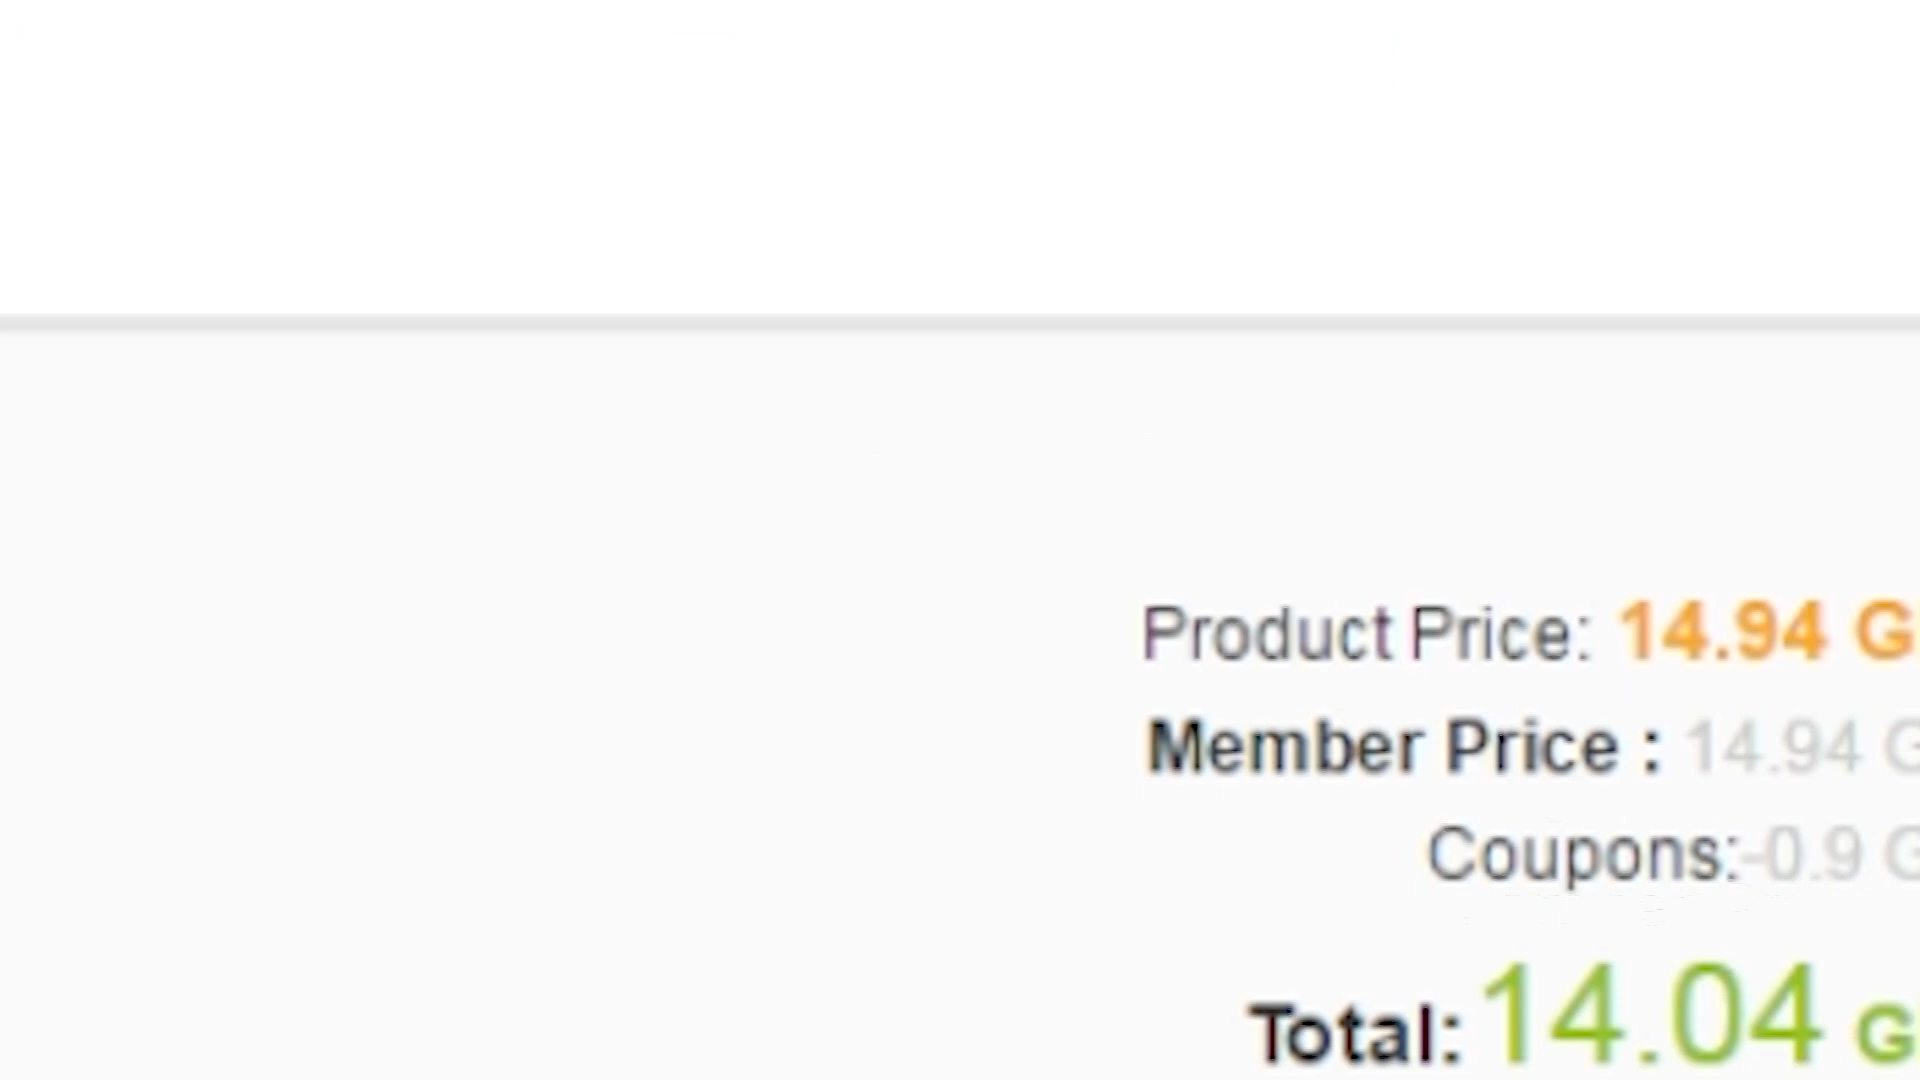 Product Price: 14.94 G
Member Price : 14.94 G
Coupons:-0.9 G
Total: 14.04 G